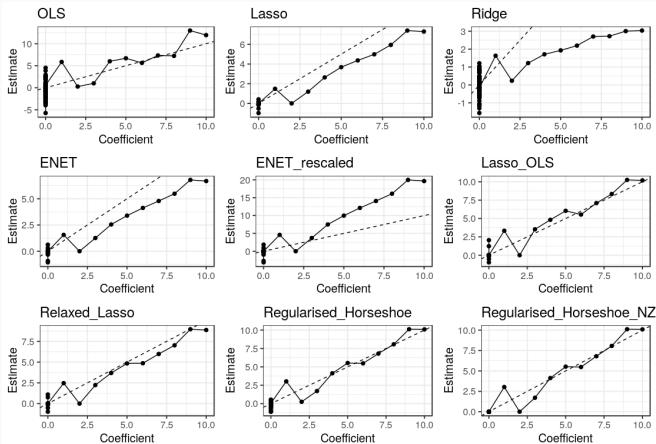 OLS
Lasso
Ridge
10
5
0
-5
Estimate
0.0 2.5 5.0 7.5 10.0
Coefficient
6
4
2
0
Estimate
0.0 2.5 5.0 7.5 10.0
Coefficient
3
2
1
0
-1
Estimate
0.0 2.5 5.0 7.5 10.0
Coefficient
ENET
ENET_rescaled
Lasso_OLS
5.0
2.5
0.0
Estimate
0.0 2.5 5.0 7.5 10.0
Coefficient
20
15
10
5
0
Estimate
0.0 2.5 5.0 7.5 10.0
Coefficient
10.0
7.5
5.0
2.5
0.0
Estimate
0.0 2.5 5.0 7.5 10.0
Coefficient
Relaxed_Lasso
Regularised_Horseshoe
Regularised_Horseshoe_NZ
7.5
5.0
2.5
0.0
Estimate
0.0 2.5 5.0 7.5 10.0
Coefficient
10.0
7.5
5.0
2.5
0.0
Estimate
0.0 2.5 5.0 7.5 10.0
Coefficient
10.0
7.5
5.0
2.5
0.0
Estimate
0.0 2.5 5.0 7.5 10.0
Coefficient